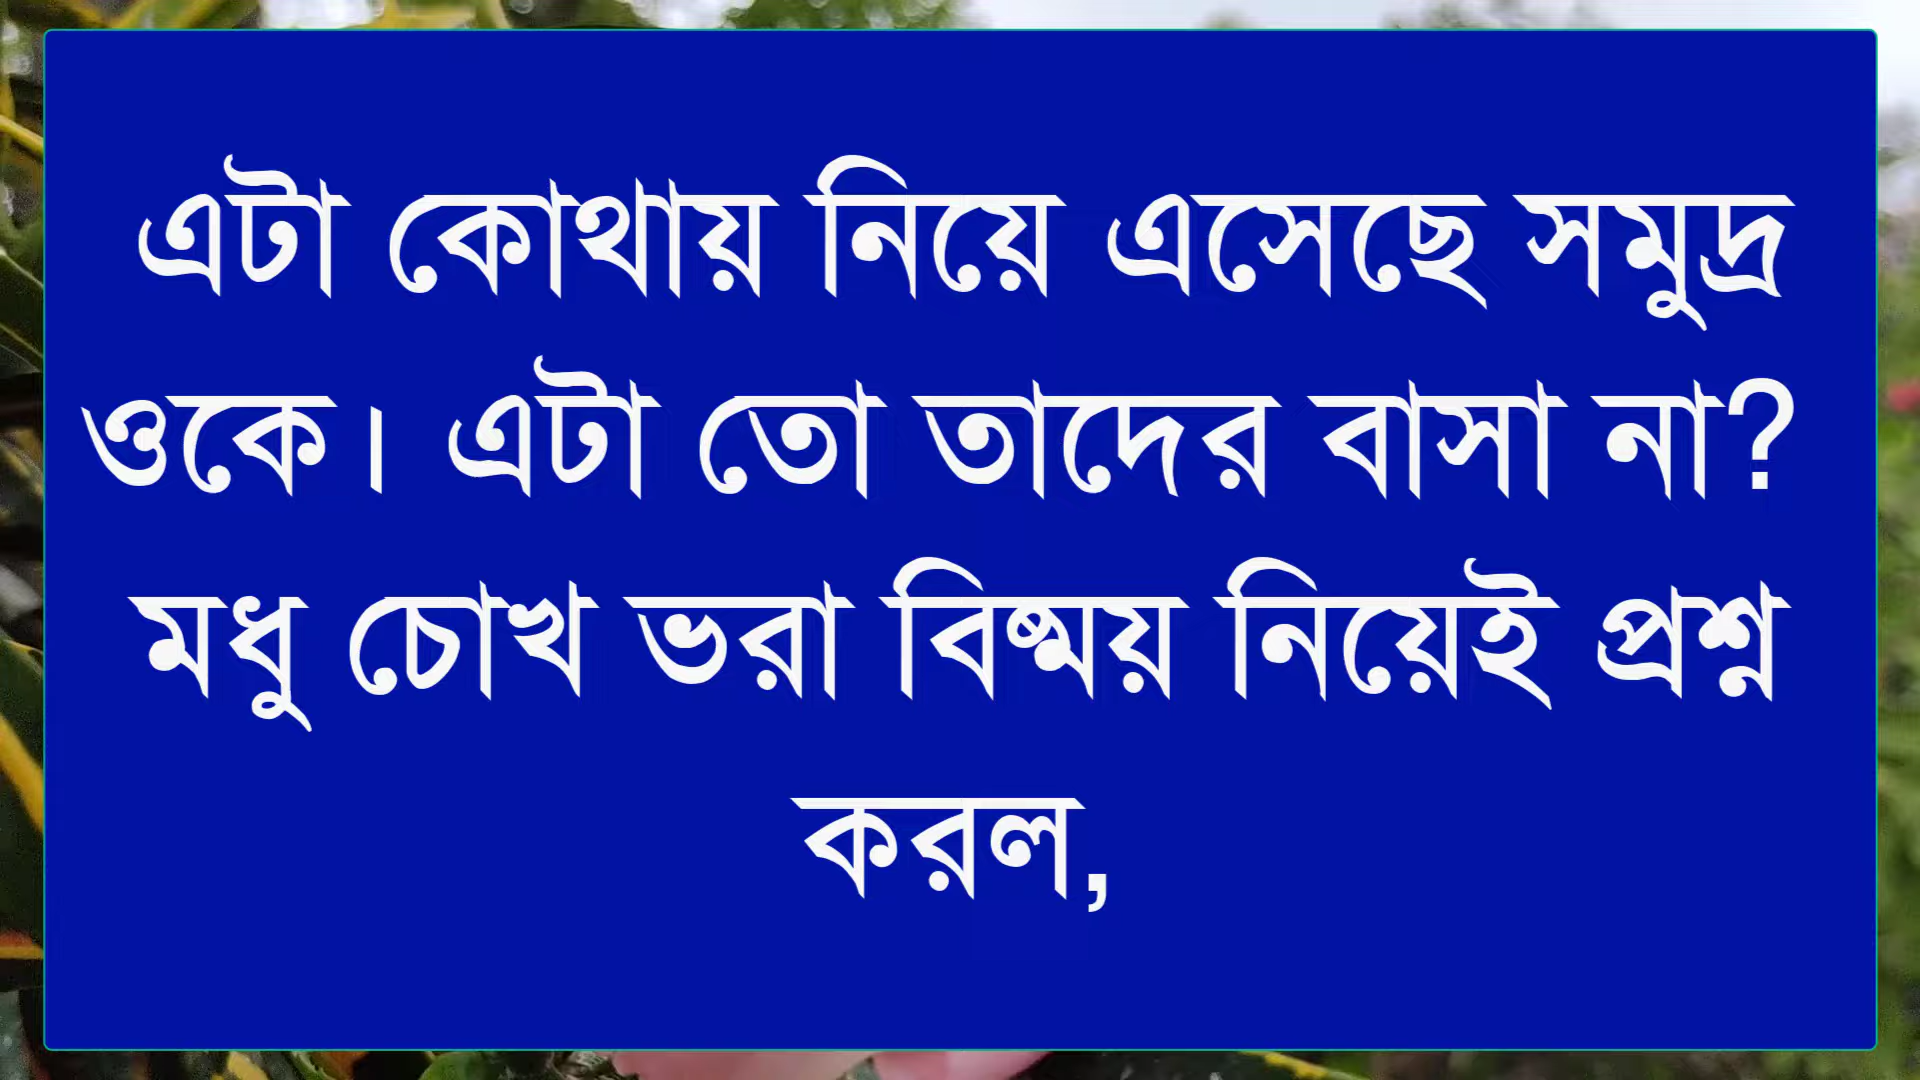 এটা কোথায় নিয়ে এসেছে সমুদ্র
ওকে। এটা তো তাদের বাসা না?
মধু চোখ ভরা বিষ্ময় নিয়েই প্রশ্ন
করল,